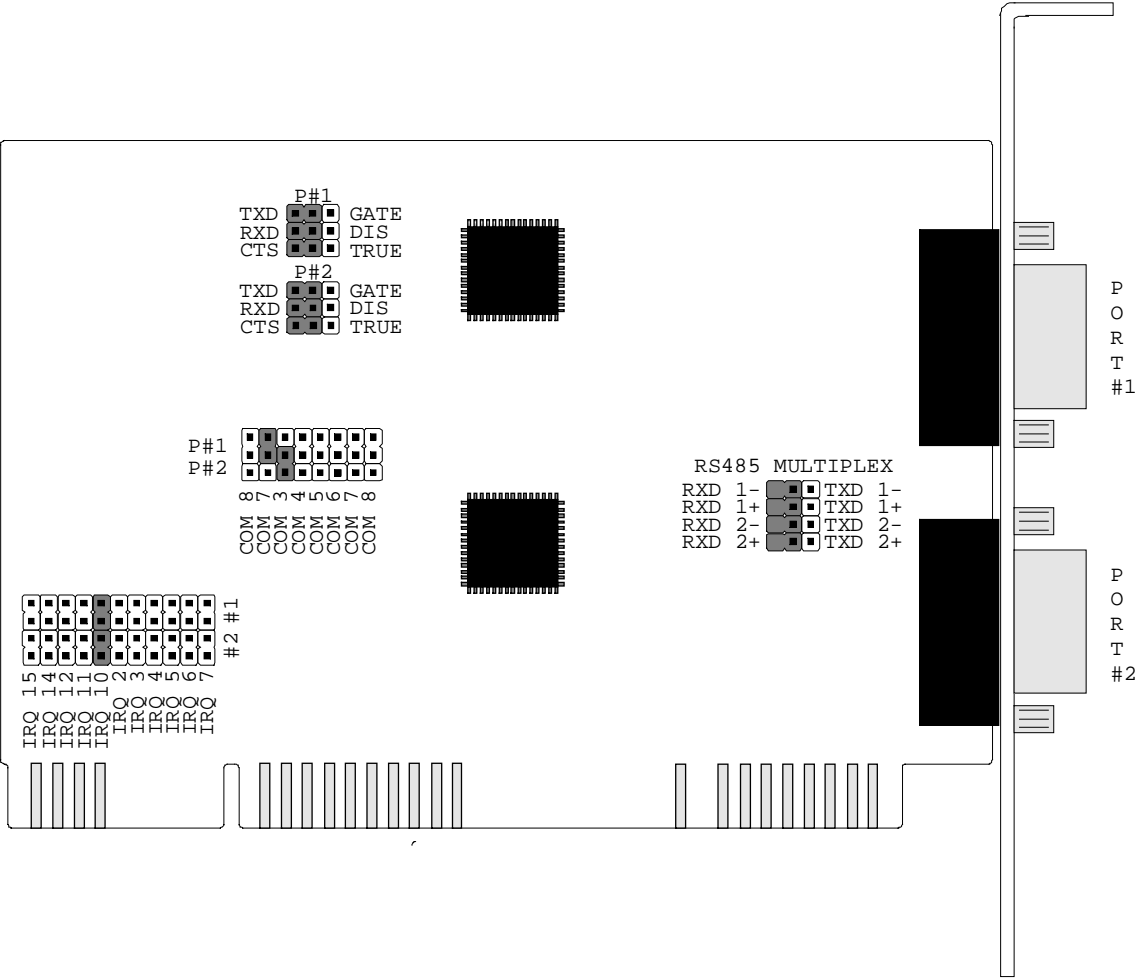 P#1
TXD GATE
RXD DIS
CTS TRUE
P#2
TXD GATE
RXD DIS
CTS TRUE
P#1
P#2
COM 8
COM 7
COM 3
COM 4
COM 5
COM 6
COM 7
COM 8
RS485 MULTIPLEX
RXD 1- TXD 1-
RXD 1+ TXD 1+
RXD 2- TXD 2-
RXD 2+ TXD 2+
#1
#2
IRQ 15
IRQ 14
IRQ 12
IRQ 11
IRQ 10
IRQ 2
IRQ 3
IRQ 4
IRQ 5
IRQ 6
IRQ 7
PORT #1
PORT #2